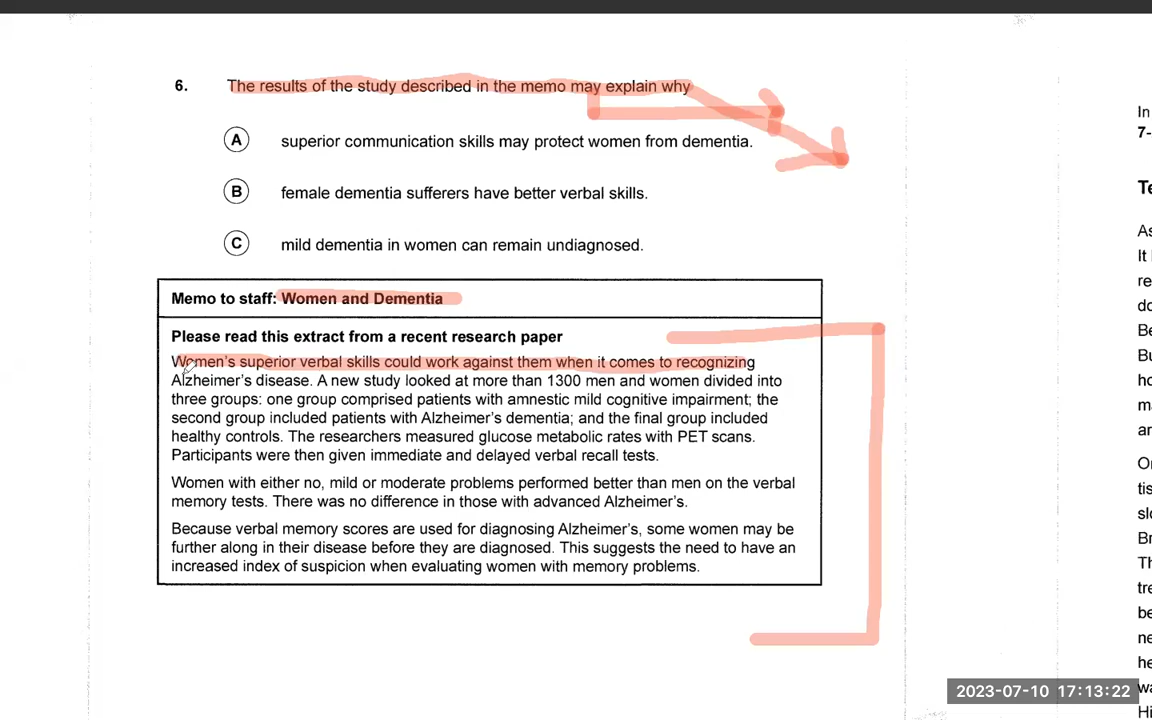 6. The results of the study described in the memo may explain why
A superior communication skills may protect women from dementia.
B female dementia sufferers have better verbal skills.
C mild dementia in women can remain undiagnosed.
Memo to staff: Women and Dementia
Please read this extract from a recent research paper
Women's superior verbal skills could work against them when it comes to recognizing
Alzheimer's disease. A new study looked at more than 1300 men and women divided into
three groups: one group comprised patients with amnestic mild cognitive impairment; the
second group included patients with Alzheimer's dementia; and the final group included
healthy controls. The researchers measured glucose metabolic rates with PET scans.
Participants were then given immediate and delayed verbal recall tests.
Women with either no, mild or moderate problems performed better than men on the verbal
memory tests. There was no difference in those with advanced Alzheimer's.
Because verbal memory scores are used for diagnosing Alzheimer's, some women may be
further along in their disease before they are diagnosed. This suggests the need to have an
increased index of suspicion when evaluating women with memory problems.
In
7-
As
It
re
Be
Bu
ar
On
Br
Th
tre
be
ne
he
Hi
2023-07-10 17:13:22